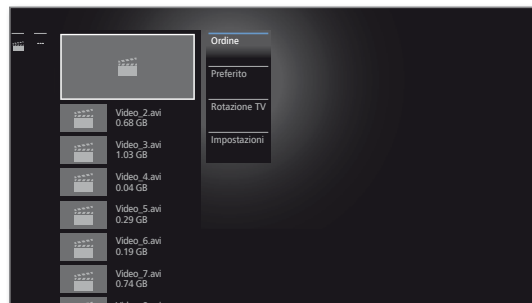 ...
Video_2.avi
0.68 GB
Video_3.avi
1.03 GB
Video_4.avi
0.04 GB
Video_5.avi
0.29 GB
Video_6.avi
0.19 GB
Video_7.avi
0.74 GB
Ordine
Preferito
Rotazione TV
Impostazioni